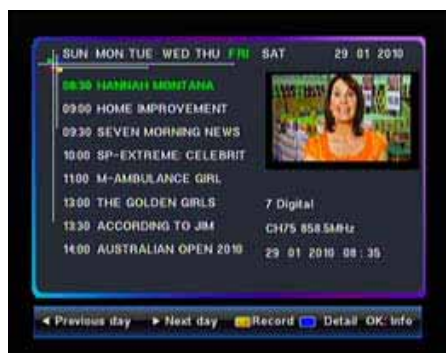 SUN MON TUE WED THU FRI SAT 29 01 2010
08:30 HANNAH MONTANA
09:00 HOME IMPROVEMENT
09:30 SEVEN MORNING NEWS
10:00 SP-EXTREME: CELEBRIT
11:00 M-AMBULANCE GIRL
13:00 THE GOLDEN GIRLS
13:30 ACCORDING TO JIM
14:00 AUSTRALIAN OPEN 2010
7 Digital
CH75 858.5MHz
29 01 2010 08:35
Previous day Next day Record Detail OK: Info